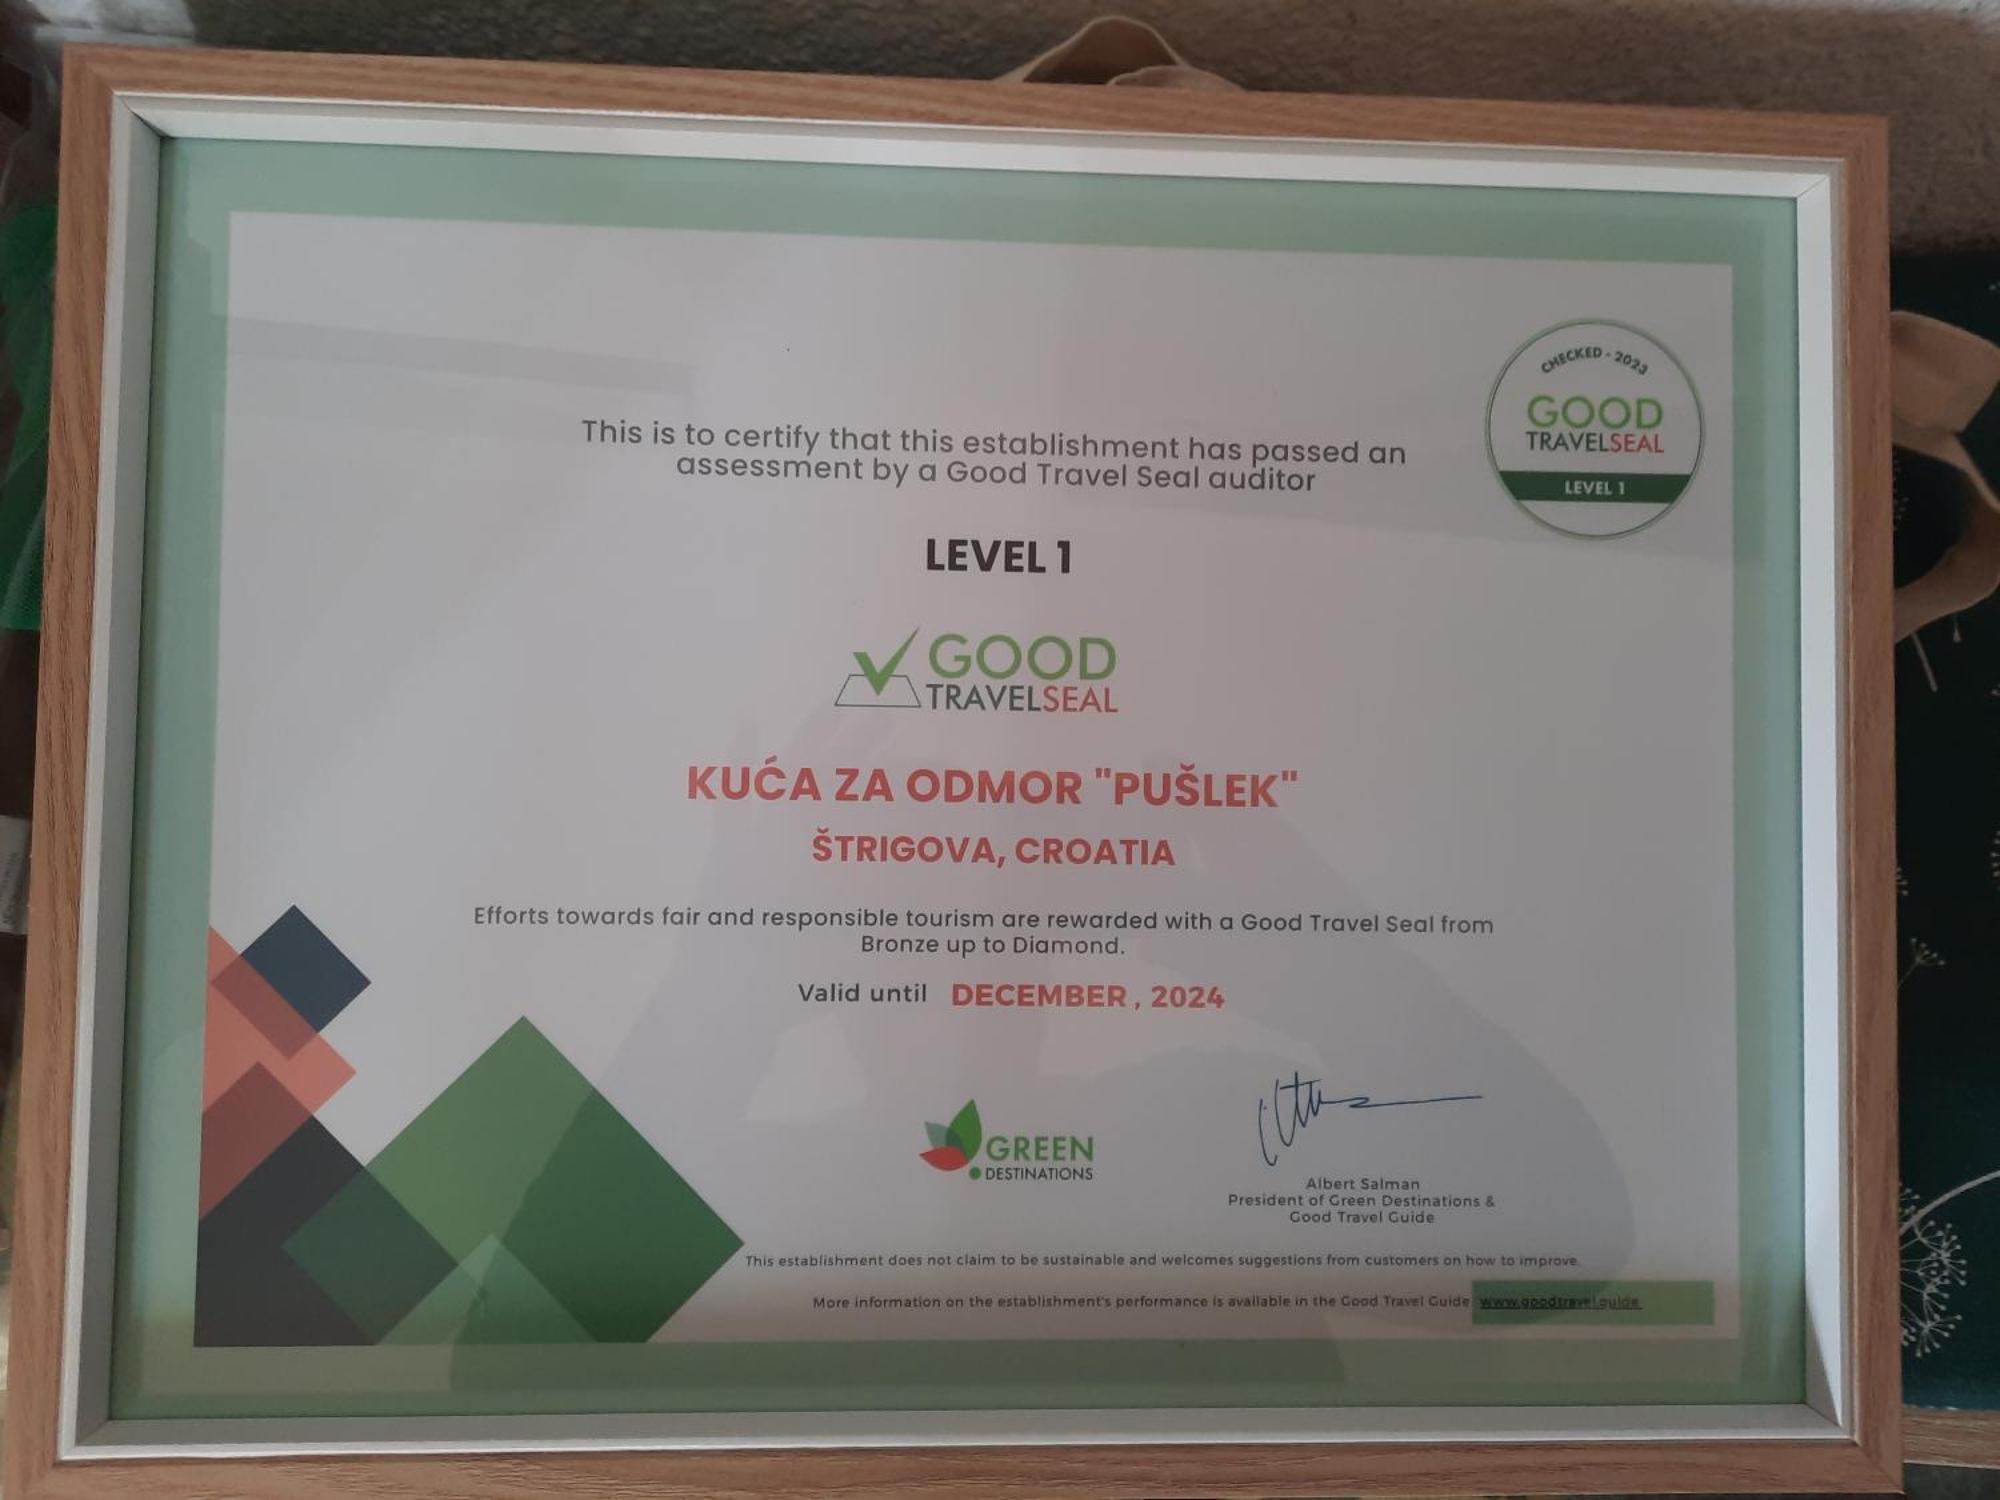 CHECKED - 2023
GOOD
TRAVELSEAL
LEVEL 1
This is to certify that this establishment has passed an
assessment by a Good Travel Seal auditor
LEVEL 1
GOOD
TRAVELSEAL
KUĆA ZA ODMOR "PUŠLEK"
ŠTRIGOVA, CROATIA
Efforts towards fair and responsible tourism are rewarded with a Good Travel Seal from
Bronze up to Diamond.
Valid until DECEMBER , 2024
GREEN
DESTINATIONS
Albert Salman
President of Green Destinations &
Good Travel Guide
This establishment does not claim to be sustainable and welcomes suggestions from customers on how to improve.
More information on the establishment's performance is available in the Good Travel Guide www.goodtravel.guide